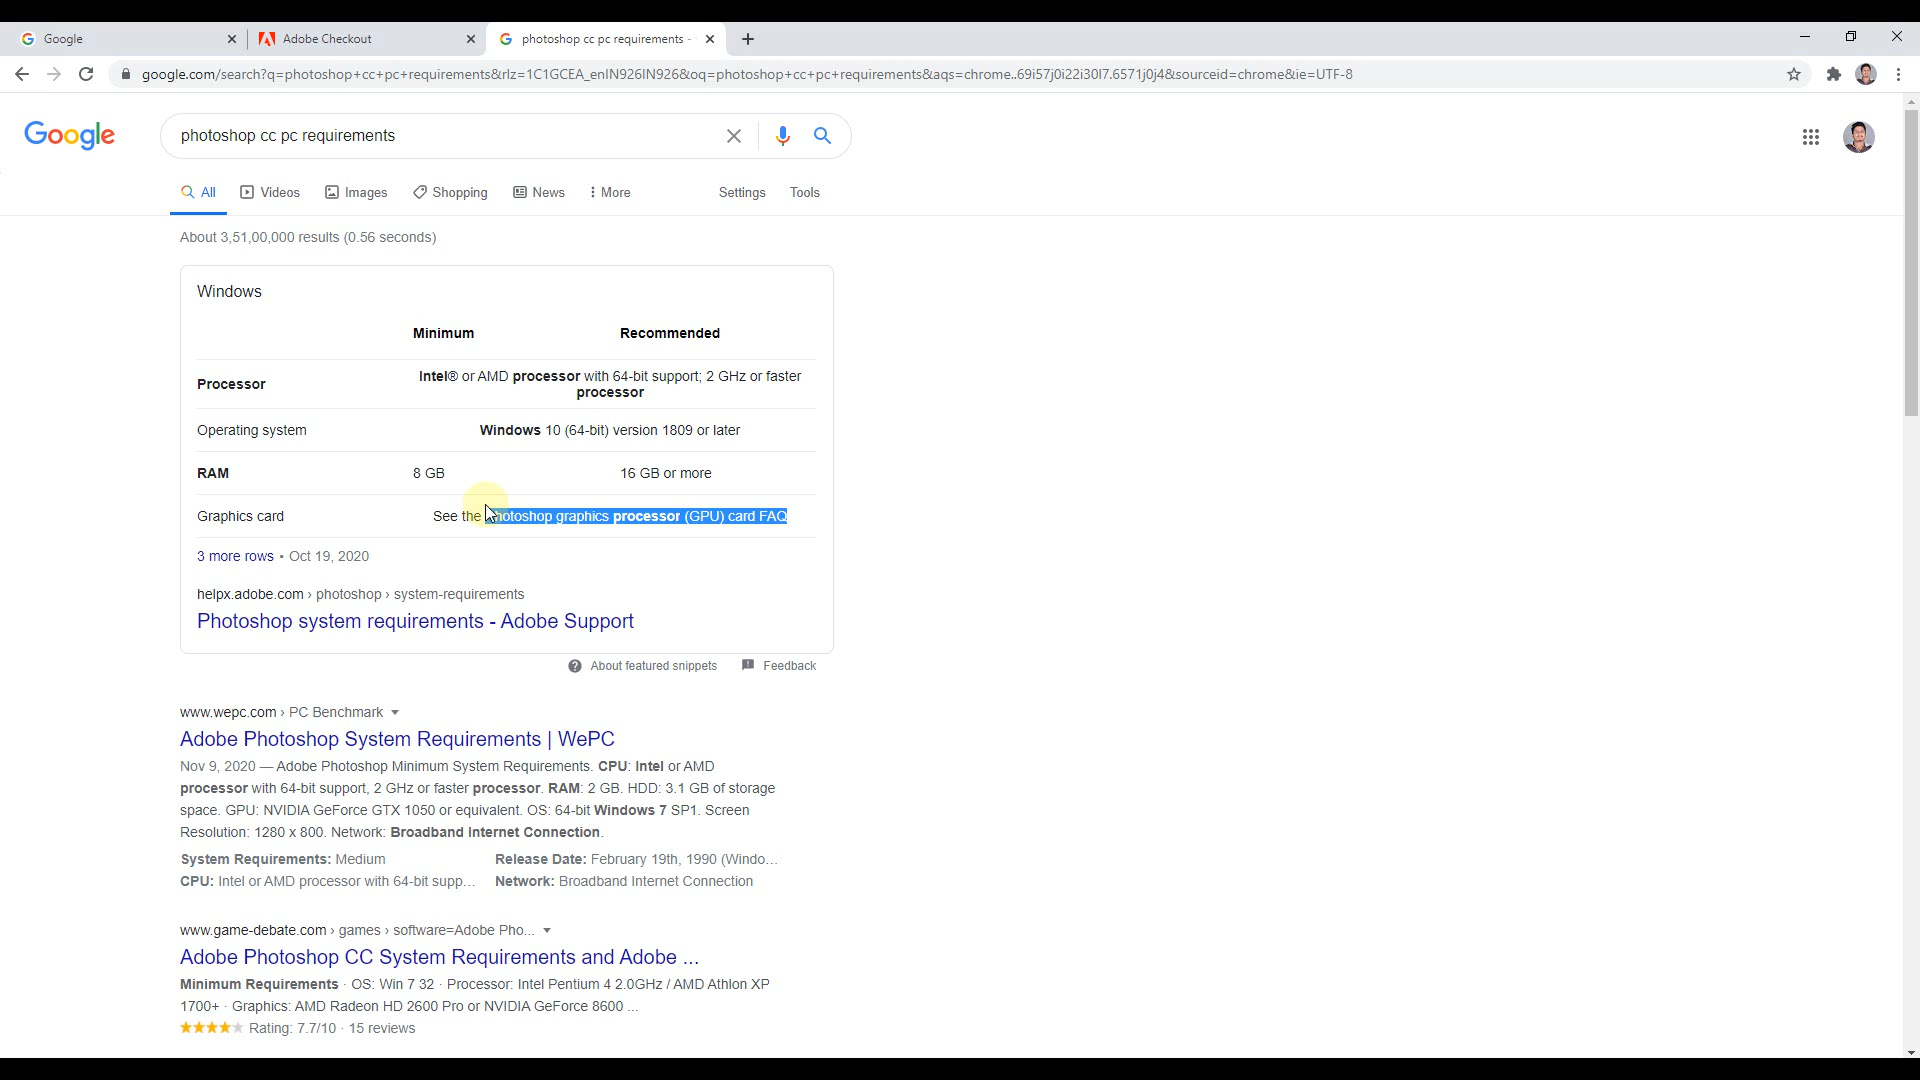 Google
Adobe Checkout
photoshop cc pc requirements -
google.com/search?q=photoshop+cc+pc+requirements&rlz=1C1GCEA_enIN926IN926&oq=photoshop+cc+pc+requirements&aqs=chrome..69i57j0i22i30l7.6571j0j4&sourceid=chrome&ie=UTF-8
Google
photoshop cc pc requirements
All
Videos
Images
Shopping
News
More
Settings
Tools
About 3,51,00,000 results (0.56 seconds)
Windows
Minimum Recommended
Processor
Intel® or AMD processor with 64-bit support; 2 GHz or faster
processor
Operating system Windows 10 (64-bit) version 1809 or later
RAM 8 GB 16 GB or more
Graphics card See the Photoshop graphics processor (GPU) card FAQ
3 more rows • Oct 19, 2020
helpx.adobe.com › photoshop › system-requirements
Photoshop system requirements - Adobe Support
About featured snippets
Feedback
www.wepc.com › PC Benchmark
Adobe Photoshop System Requirements | WePC
Nov 9, 2020 — Adobe Photoshop Minimum System Requirements. CPU: Intel or AMD
processor with 64-bit support, 2 GHz or faster processor. RAM: 2 GB. HDD: 3.1 GB of storage
space. GPU: NVIDIA GeForce GTX 1050 or equivalent. OS: 64-bit Windows 7 SP1. Screen
Resolution: 1280 x 800. Network: Broadband Internet Connection.
System Requirements: Medium Release Date: February 19th, 1990 (Windo...
CPU: Intel or AMD processor with 64-bit supp... Network: Broadband Internet Connection
www.game-debate.com › games › software=Adobe Pho...
Adobe Photoshop CC System Requirements and Adobe ...
Minimum Requirements · OS: Win 7 32 · Processor: Intel Pentium 4 2.0GHz / AMD Athlon XP
1700+ · Graphics: AMD Radeon HD 2600 Pro or NVIDIA GeForce 8600 ...
Rating: 7.7/10 · 15 reviews